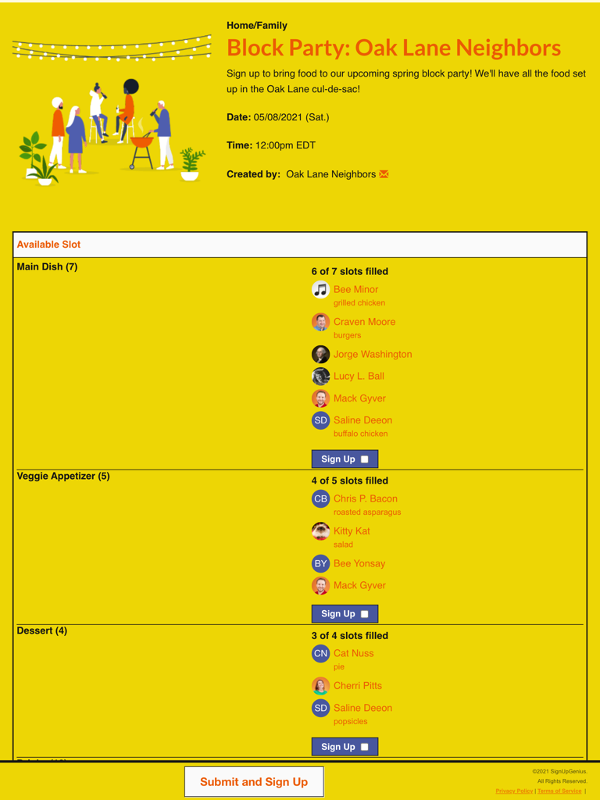 Home/Family
Block Party: Oak Lane Neighbors
Sign up to bring food to our upcoming spring block party! We'll have all the food set
up in the Oak Lane cul-de-sac!
Date: 05/08/2021 (Sat.)
Time: 12:00pm EDT
Created by: Oak Lane Neighbors
Available Slot
Main Dish (7)
6 of 7 slots filled
Bee Minor
grilled chicken
Craven Moore
burgers
Jorge Washington
Lucy L. Ball
Mack Gyver
SD Saline Deeon
buffalo chicken
Sign Up
Veggie Appetizer (5)
4 of 5 slots filled
CB Chris P. Bacon
roasted asparagus
Kitty Kat
salad
BY Bee Yonsay
Mack Gyver
Sign Up
Dessert (4)
3 of 4 slots filled
CN Cat Nuss
pie
Cherri Pitts
SD Saline Deeon
popsicles
Sign Up
Submit and Sign Up
©2021 SignUpGenius.
All Rights Reserved.
Privacy Policy | Terms of Service |